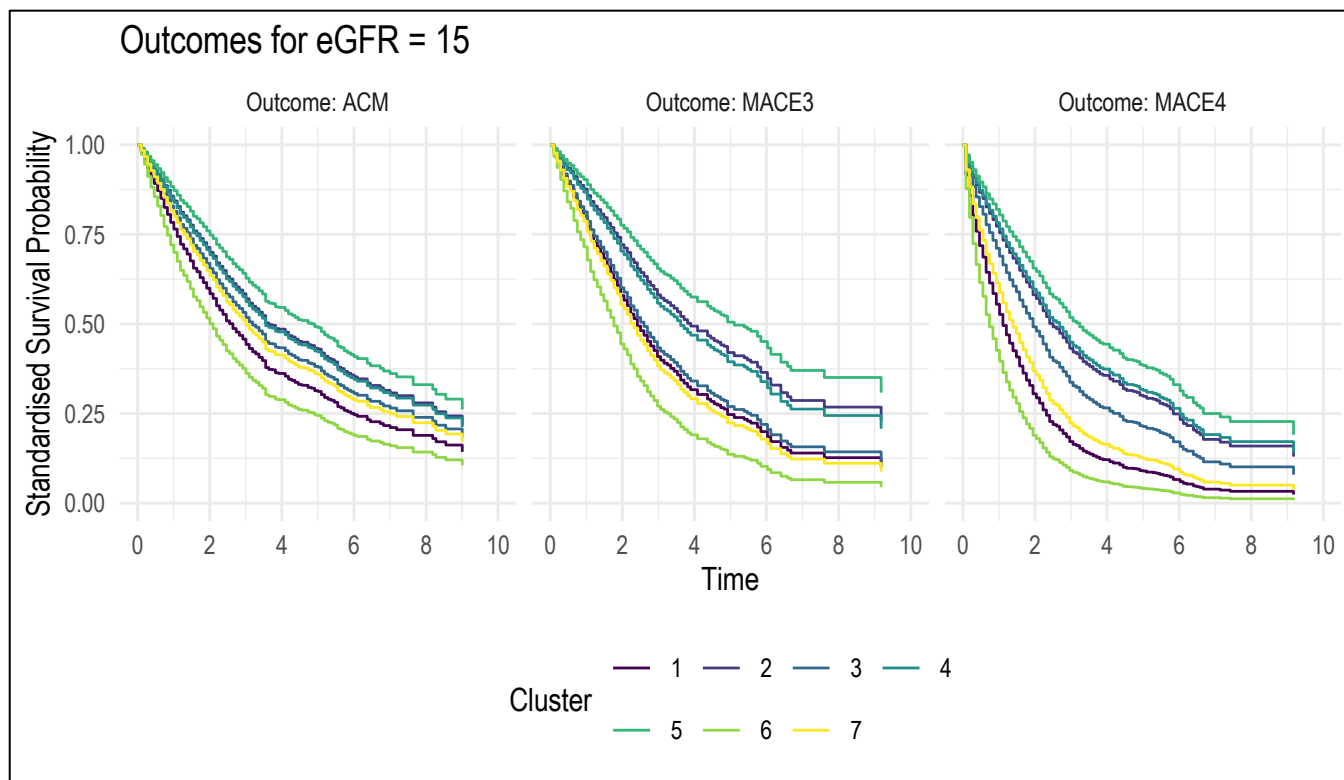 Outcomes for eGFR = 15
Outcome: ACM
Outcome: MACE3
Outcome: MACE4
Standardised Survival Probability
1.00
0.75
0.50
0.25
0.00
0 2 4 6 8 10
0 2 4 6 8 10
0 2 4 6 8 10
Time
Cluster
1 2 3 4
5 6 7